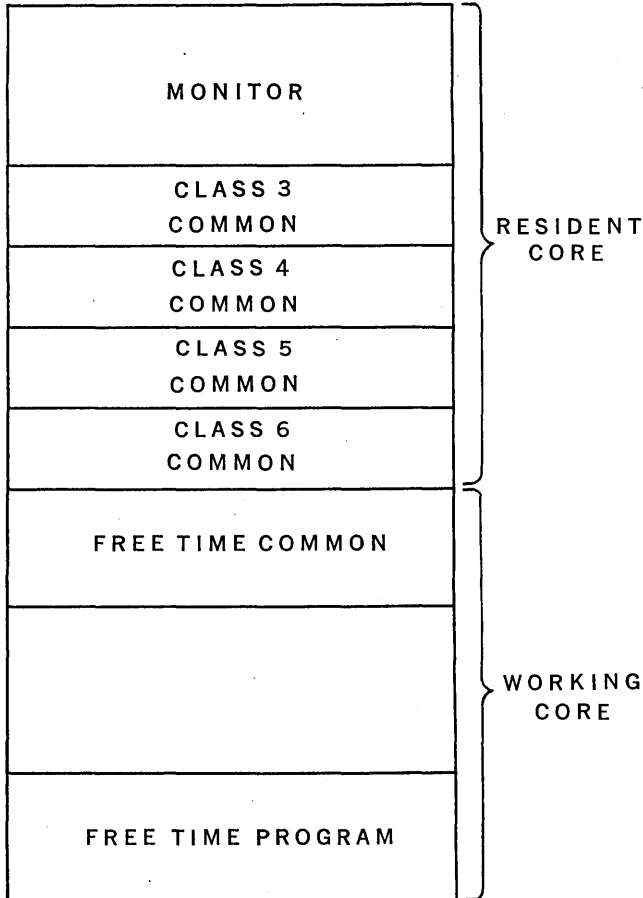 MONITOR
CLASS 3
COMMON
CLASS 4
COMMON
CLASS 5
COMMON
CLASS 6
COMMON
RESIDENT
CORE
FREE TIME COMMON
WORKING
CORE
FREE TIME PROGRAM